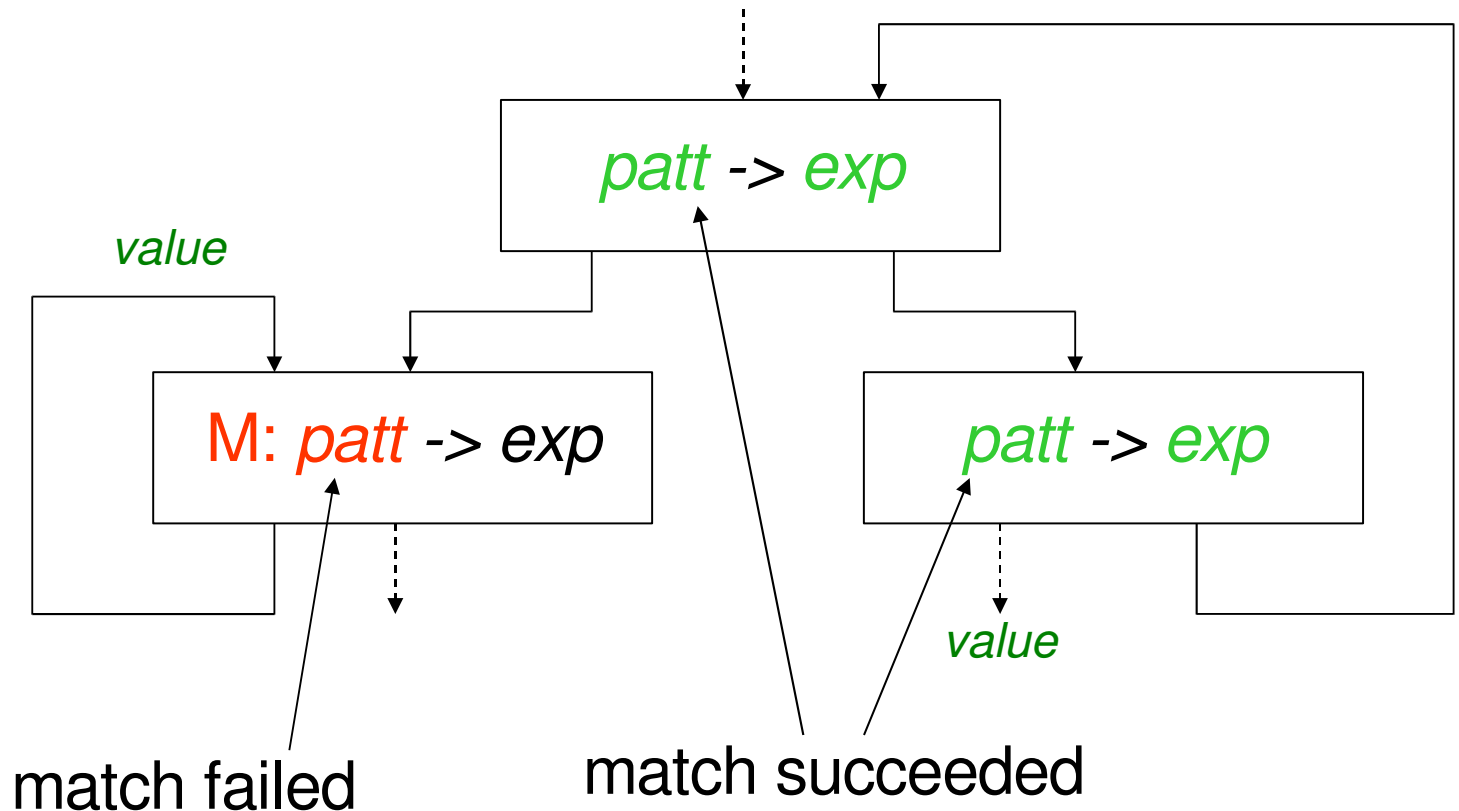 patt -> exp
value
M: patt -> exp
patt -> exp
value
match failed
match succeeded